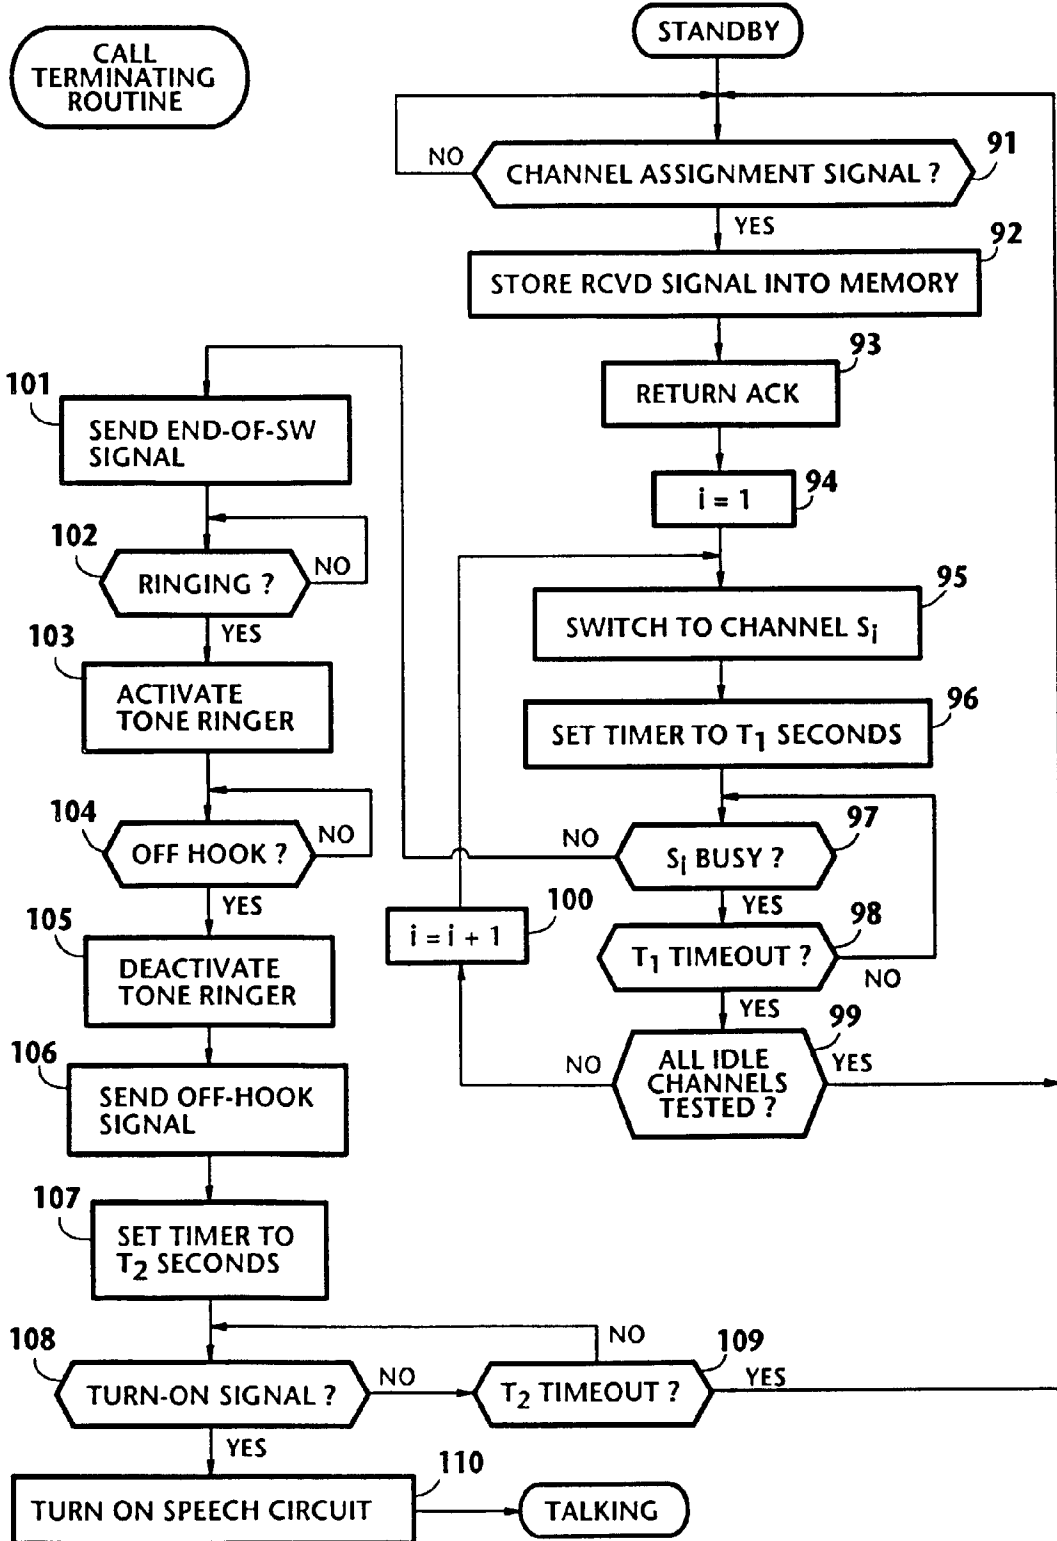 CALL
TERMINATING
ROUTINE
STANDBY
NO
CHANNEL ASSIGNMENT SIGNAL ?
91
YES
92
STORE RCVD SIGNAL INTO MEMORY
93
RETURN ACK
94
i = 1
95
SWITCH TO CHANNEL Si
96
SET TIMER TO T1 SECONDS
97
Si BUSY ?
NO
YES
98
T1 TIMEOUT ?
NO
YES
99
ALL IDLE
CHANNELS
TESTED ?
NO
YES
100
i = i + 1
101
SEND END-OF-SW
SIGNAL
102
RINGING ?
NO
YES
103
ACTIVATE
TONE RINGER
104
OFF HOOK ?
NO
YES
105
DEACTIVATE
TONE RINGER
106
SEND OFF-HOOK
SIGNAL
107
SET TIMER TO
T2 SECONDS
108
TURN-ON SIGNAL ?
NO
YES
109
T2 TIMEOUT ?
NO
YES
110
TURN ON SPEECH CIRCUIT
TALKING